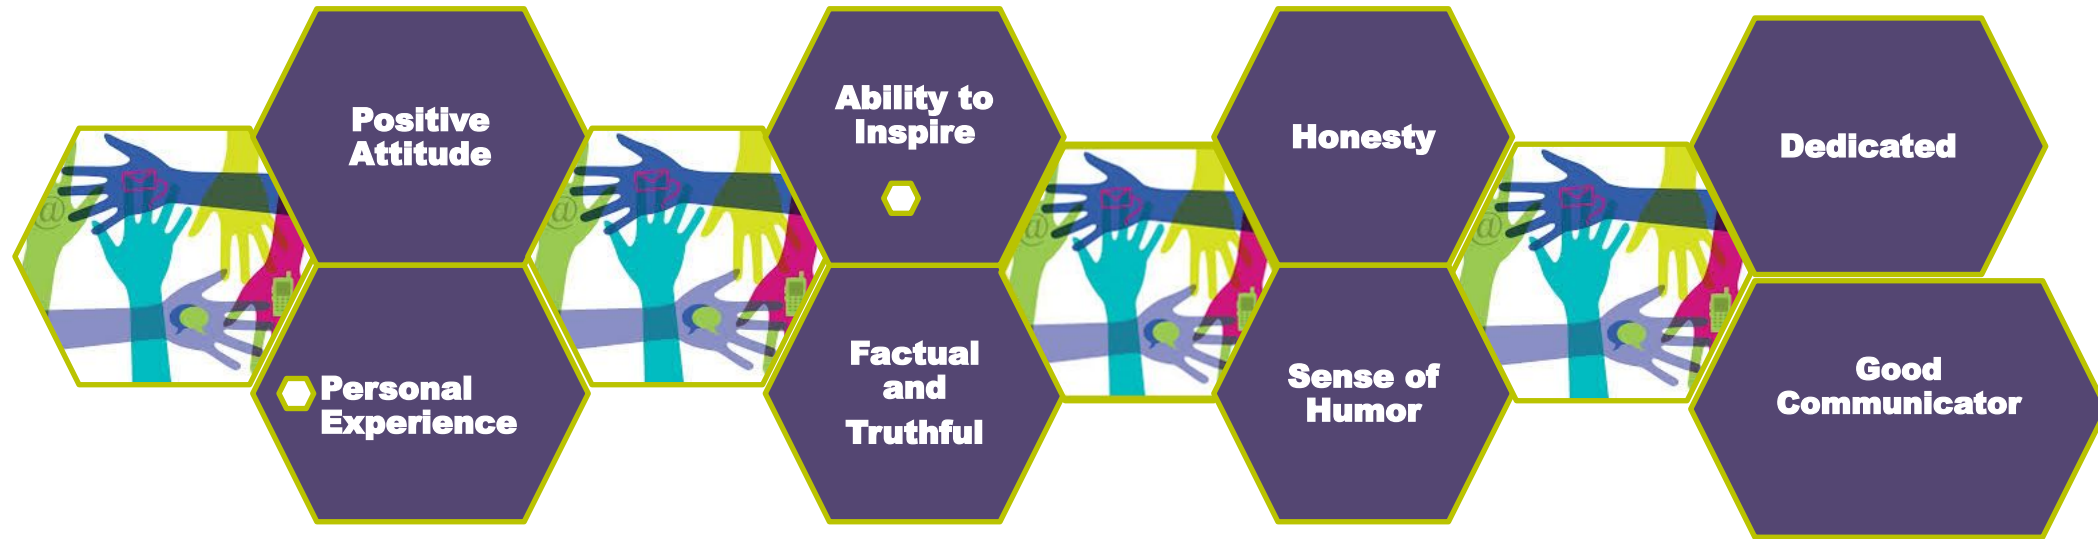 Positive
Attitude
Personal
Experience
Ability to
Inspire
Factual
and
Truthful
Honesty
Sense of
Humor
Dedicated
Good
Communicator
@
@
@
@